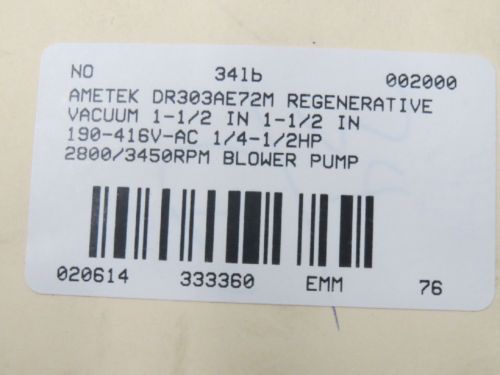 NO 34lb 002000
AMETEK DR303AE72M REGENERATIVE
VACUUM 1-1/2 IN 1-1/2 IN
190-416V-AC 1/4-1/2HP
2800/3450RPM BLOWER PUMP
020614 333360 EMM 76